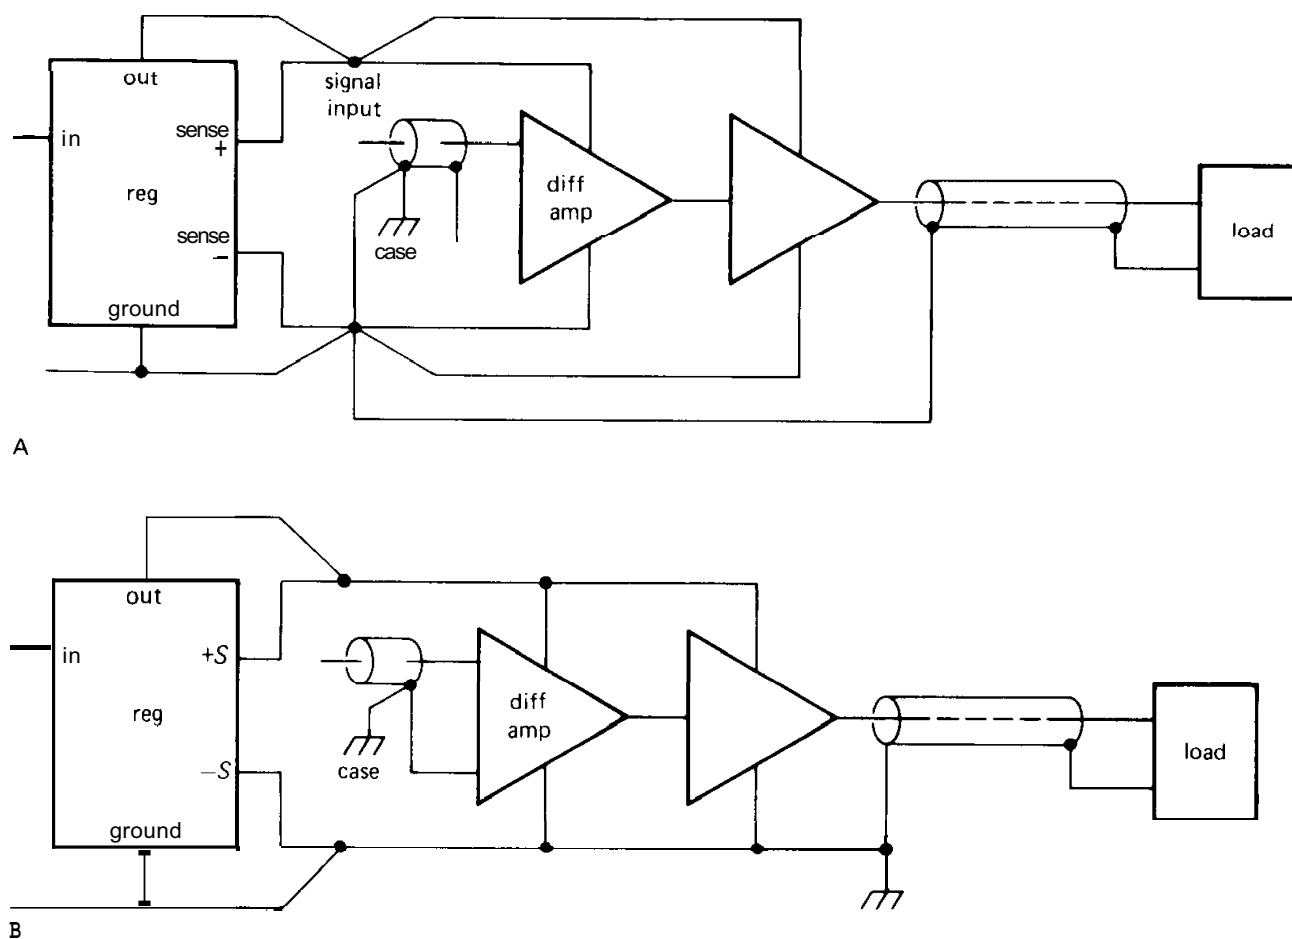 out
signal
input
sense
+
in
reg
diff
amp
sense
−
case
load
ground
A
out
in
+S
reg
diff
amp
−S
case
load
ground
B